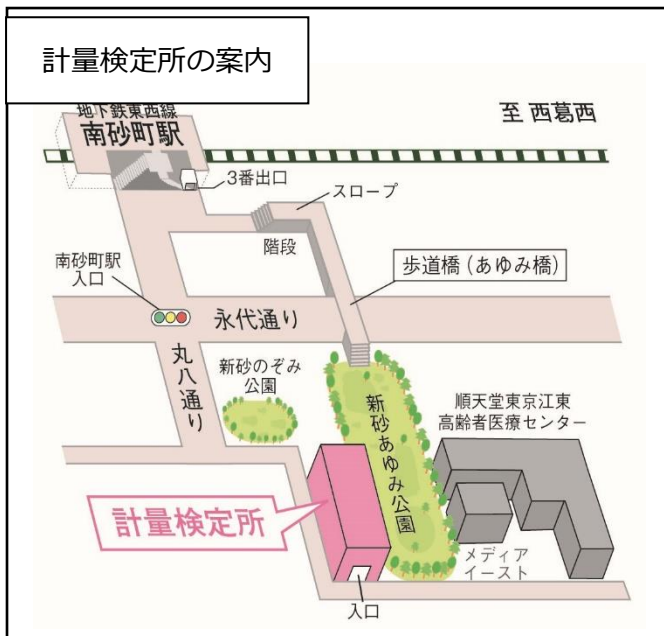 計量検定所の案内
地下鉄東西線
南砂町駅
至 西葛西
3番出口
スロープ
階段
南砂町駅
入口
歩道橋(あゆみ橋)
永代通り
丸八通り
新砂のぞみ
公園
新砂あゆみ公園
順天堂東京江東
高齢者医療センター
計量検定所
メディア
イースト
入口